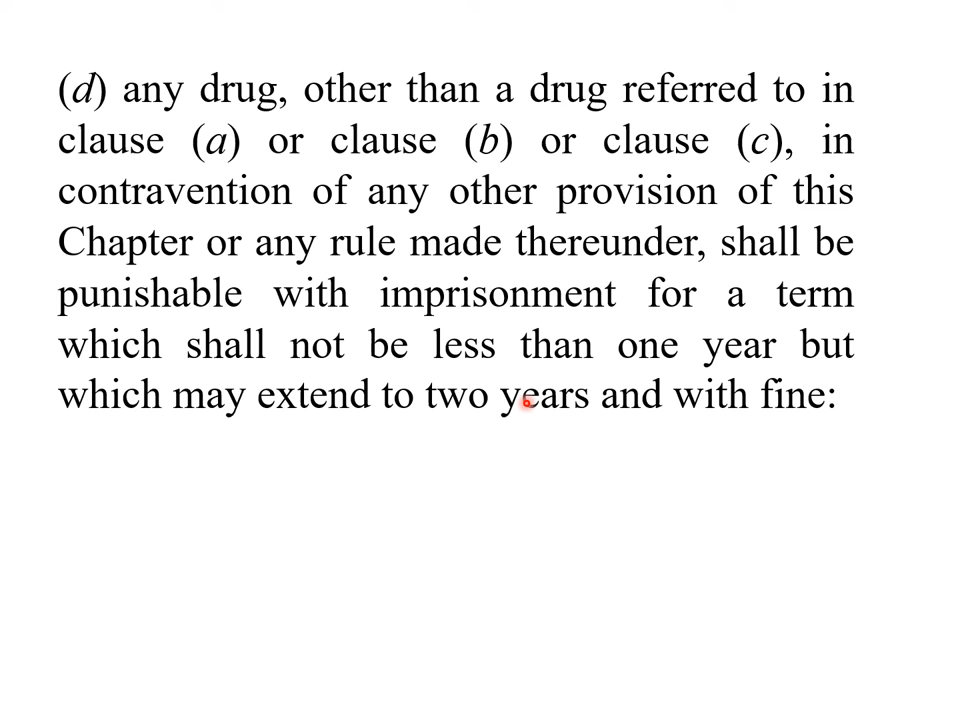 (d) any drug, other than a drug referred to in
clause (a) or clause (b) or clause (c), in
contravention of any other provision of this
Chapter or any rule made thereunder, shall be
punishable with imprisonment for a term
which shall not be less than one year but
which may extend to two years and with fine: